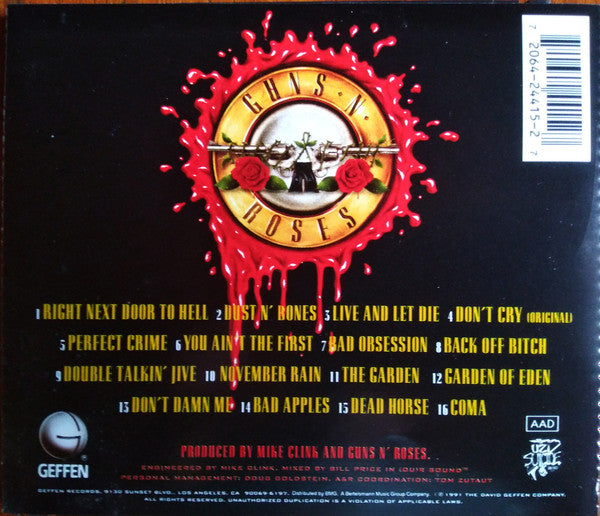 GUNS · N ·
ROSES
7 2064-24415-2 7
1 RIGHT NEXT DOOR TO HELL 2 DUST N' BONES 3 LIVE AND LET DIE 4 DON'T CRY (ORIGINAL)
5 PERFECT CRIME 6 YOU AIN'T THE FIRST 7 BAD OBSESSION 8 BACK OFF BITCH
9 DOUBLE TALKIN' JIVE 10 NOVEMBER RAIN 11 THE GARDEN 12 GARDEN OF EDEN
13 DON'T DAMN ME 14 BAD APPLES 15 DEAD HORSE 16 COMA
AAD
GEFFEN
PRODUCED BY MIKE CLINK AND GUNS N' ROSES.
ENGINEERED BY MIKE CLINK. MIXED BY BILL PRICE IN LOU'R SOUND™
PERSONAL MANAGEMENT: DOUG GOLDSTEIN. A&R COORDINATION: TOM ZUTAUT
GEFFEN RECORDS, 9130 SUNSET BLVD., LOS ANGELES, CA 90069-6197. Distributed by BMG. A Bertelsmann Music Group Company. © 1991 THE DAVID GEFFEN COMPANY.
ALL RIGHTS RESERVED. UNAUTHORIZED DUPLICATION IS A VIOLATION OF APPLICABLE LAWS.